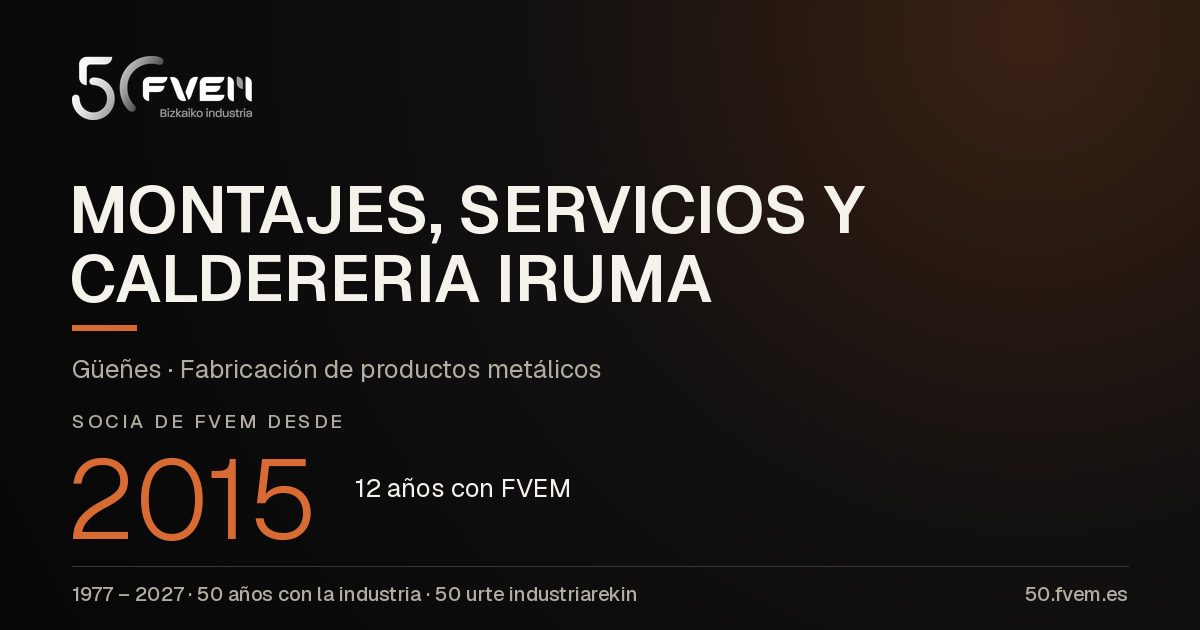 50 FVEM
Bizkaiko industria
MONTAJES, SERVICIOS Y
CALDERERIA IRUMA
Güeñes · Fabricación de productos metálicos
SOCIA DE FVEM DESDE
2015
12 años con FVEM
1977 – 2027 · 50 años con la industria · 50 urte industriarekin
50.fvem.es